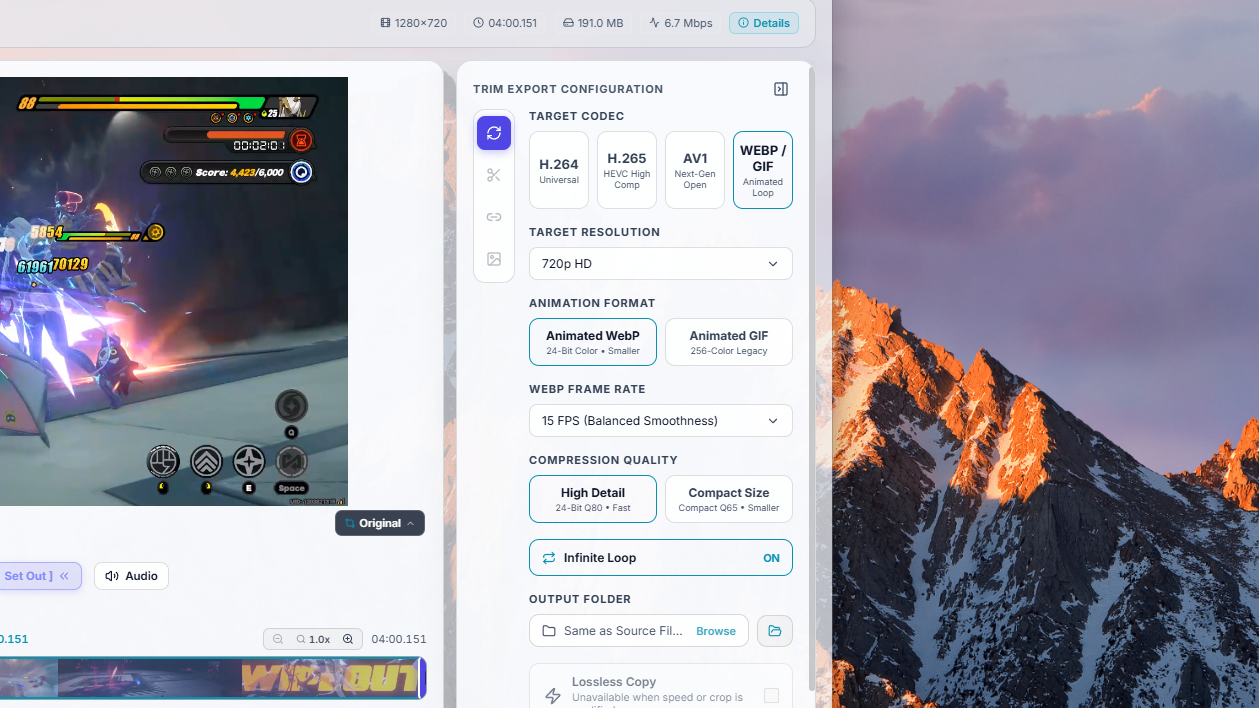 1280×720
04:00.151
191.0 MB
6.7 Mbps
Details
TRIM EXPORT CONFIGURATION
TARGET CODEC
H.264
Universal
H.265
HEVC High
Comp
AV1
Next-Gen
Open
WEBP /
GIF
Animated
Loop
TARGET RESOLUTION
720p HD
ANIMATION FORMAT
Animated WebP
24-Bit Color • Smaller
Animated GIF
256-Color Legacy
WEBP FRAME RATE
15 FPS (Balanced Smoothness)
COMPRESSION QUALITY
High Detail
24-Bit Q80 • Fast
Compact Size
Compact Q65 • Smaller
Infinite Loop
ON
OUTPUT FOLDER
Same as Source Fil...
Browse
Lossless Copy
Unavailable when speed or crop is
88
25
00:02:01
Score: 4,423/6,000
5854
61961
70129
Q
E
Space
Original
Set Out ]
Audio
0.151
1.0x
04:00.151